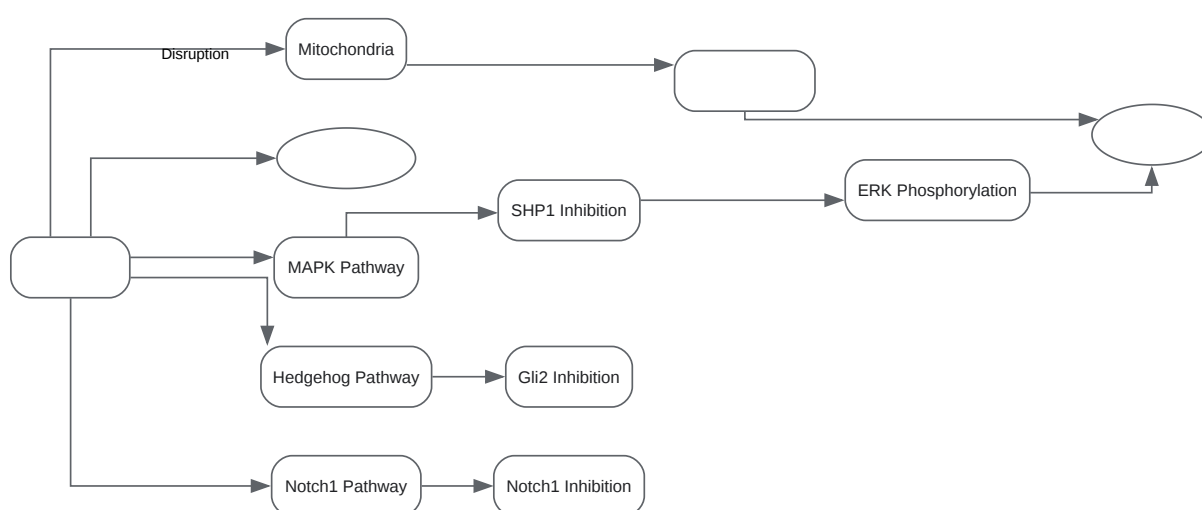 Disruption
Mitochondria
SHP1 Inhibition
ERK Phosphorylation
MAPK Pathway
Hedgehog Pathway
Gli2 Inhibition
Notch1 Pathway
Notch1 Inhibition